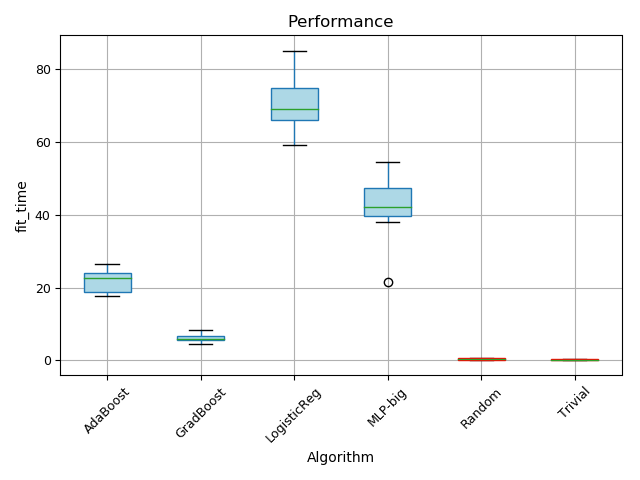 Performance
fit_time
80
60
40
20
0
AdaBoost
GradBoost
LogisticReg
MLP-big
Random
Trivial
Algorithm